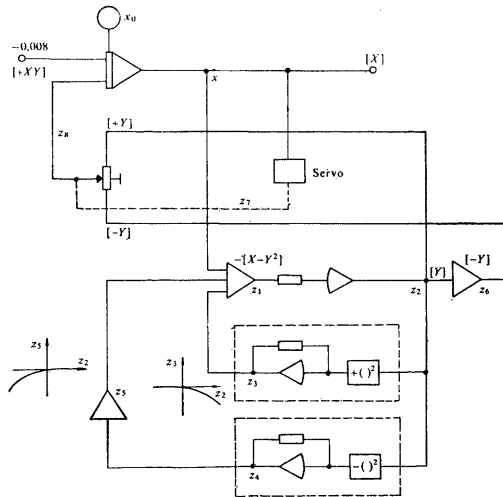 x₀
-0,008
[+XY]
[X]
x
[+Y]
z₈
Servo
z₇
[-Y]
-[X-Y²]
z₁
z₂
[Y]
[-Y]
z₆
z₅
z₂
z₃
z₂
z₅
z₃
+( )²
z₄
-( )²